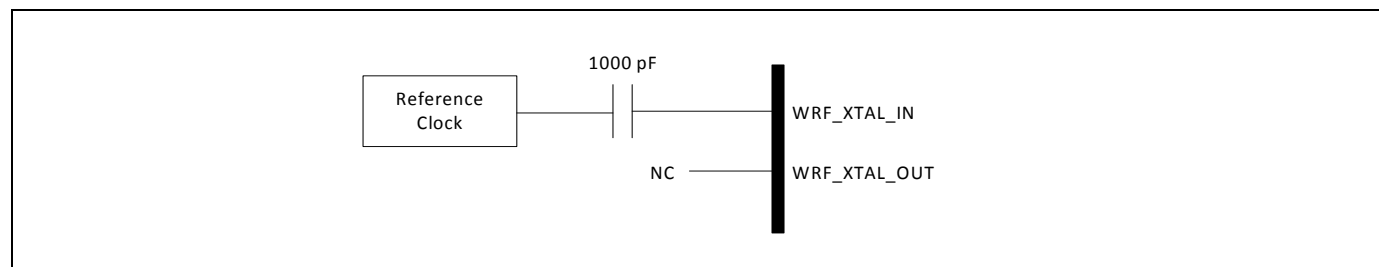 1000 pF
Reference
Clock
WRF_XTAL_IN
NC
WRF_XTAL_OUT